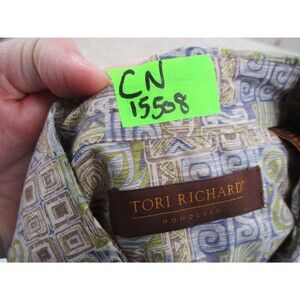 CN
15508
TORI RICHARD®
HONOLULU